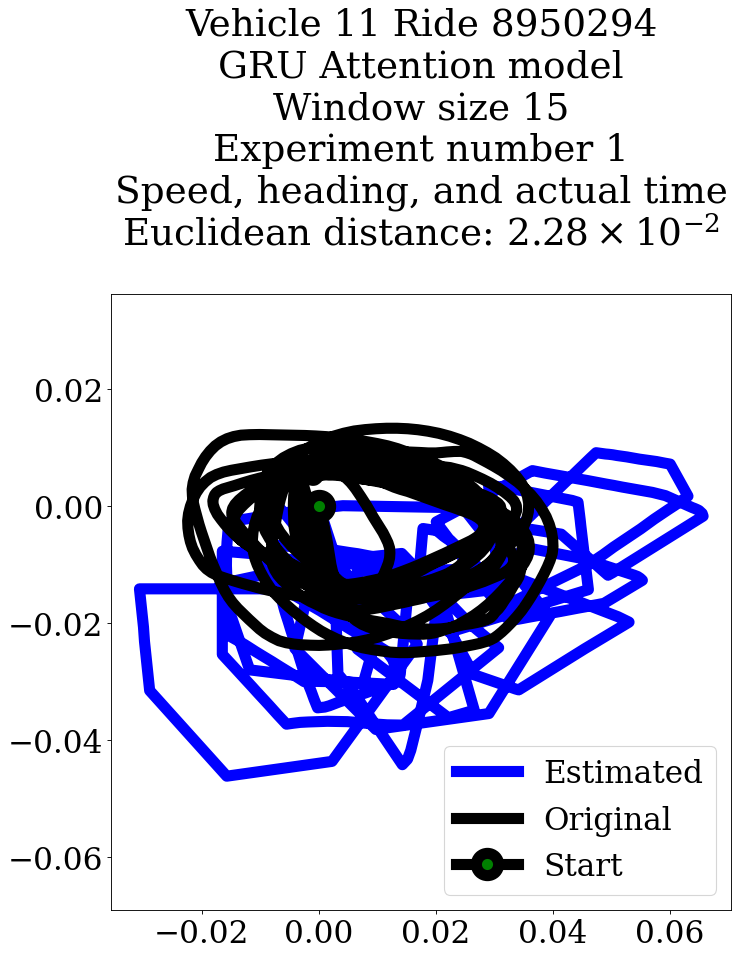 Vehicle 11 Ride 8950294
GRU Attention model
Window size 15
Experiment number 1
Speed, heading, and actual time
Euclidean distance: 2.28 × 10⁻²
0.02
0.00
−0.02
−0.04
−0.06
−0.02 0.00 0.02 0.04 0.06
Estimated
Original
Start